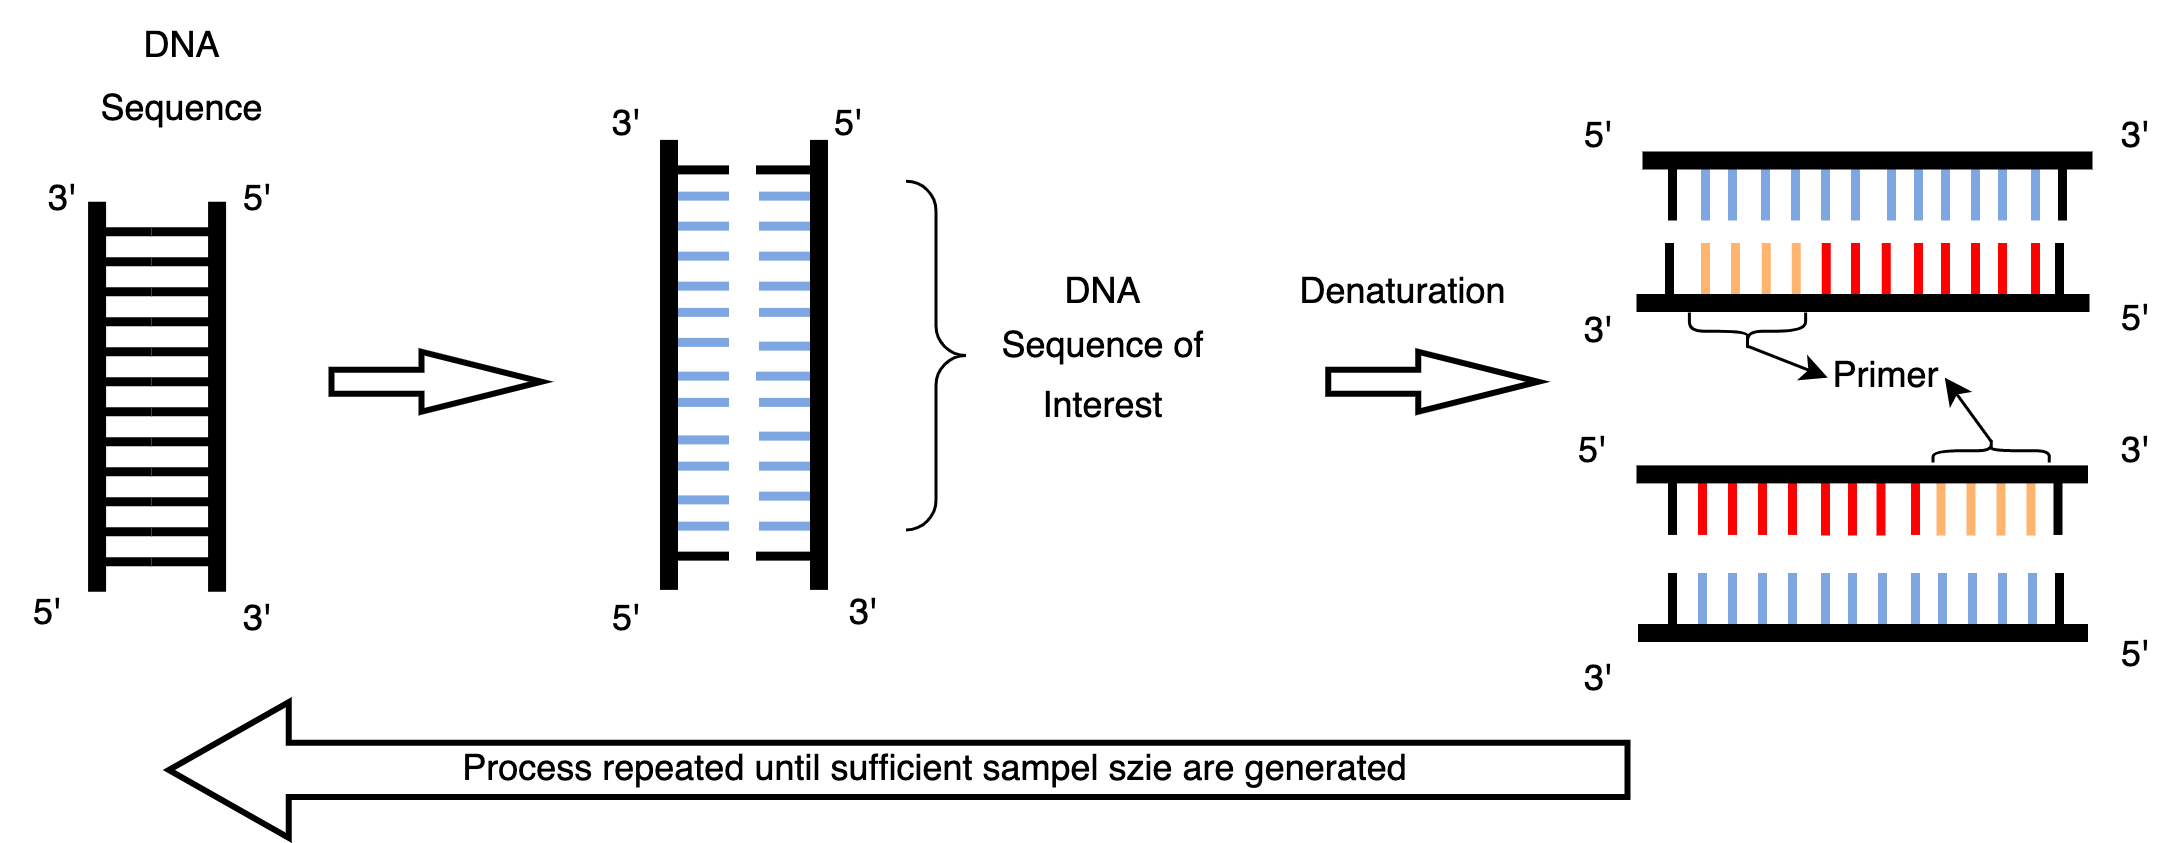 DNA
Sequence
3'
5'
5'
3'
3'
5'
5'
3'
DNA
Sequence of
Interest
Denaturation
5'
3'
3'
5'
Primer
5'
3'
3'
5'
Process repeated until sufficient sampel szie are generated